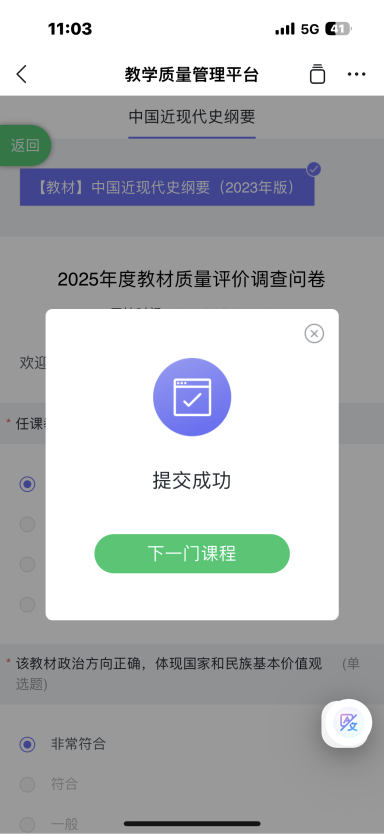 11:03
5G
41
教学质量管理平台
中国近现代史纲要
返回
【教材】中国近现代史纲要（2023年版）
2025年度教材质量评价调查问卷
欢迎
* 任课
提交成功
下一门课程
* 该教材政治方向正确，体现国家和民族基本价值观 (单
选题)
非常符合
符合
一般